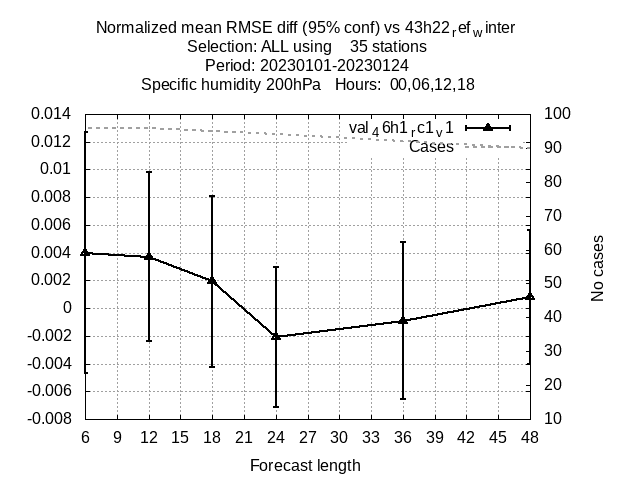 Normalized mean RMSE diff (95% conf) vs 43h22ᵣefwinter
Selection: ALL using    35 stations
Period: 20230101-20230124
Specific humidity 200hPa   Hours:  00,06,12,18
0.014
0.012
0.01
0.008
0.006
0.004
0.002
0
-0.002
-0.004
-0.006
-0.008
val46h1rc1v1
Cases
100
90
80
70
60
50
40
30
20
10
No cases
6 9 12 15 18 21 24 27 30 33 36 39 42 45 48
Forecast length